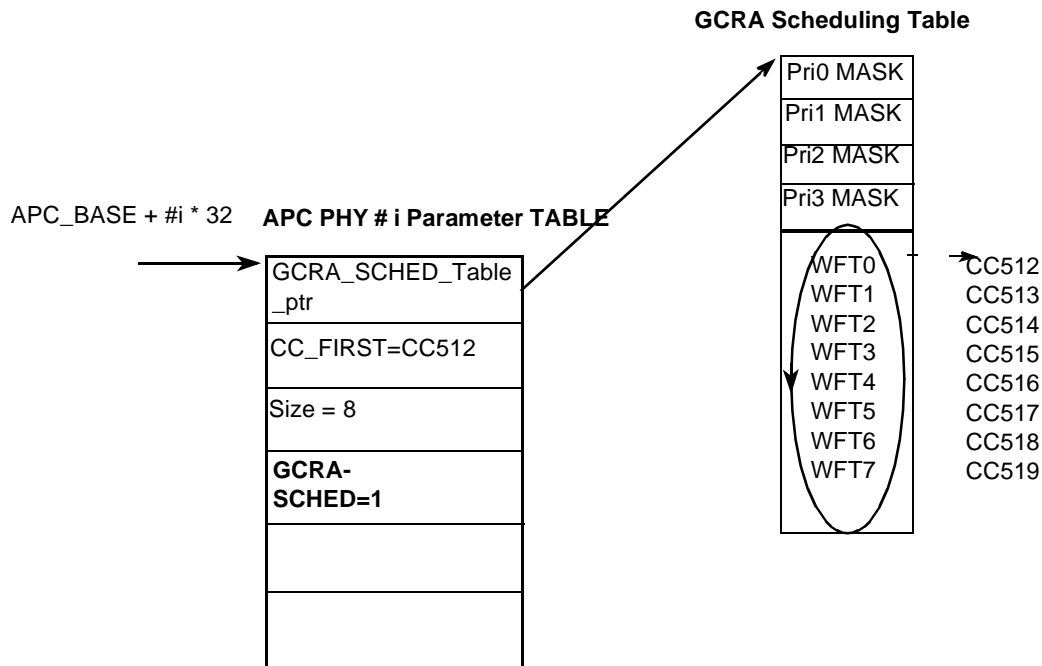 GCRA Scheduling Table
Pri0 MASK
Pri1 MASK
Pri2 MASK
Pri3 MASK
APC_BASE + #i * 32
APC PHY # i Parameter TABLE
GCRA_SCHED_Table
_ptr
CC_FIRST=CC512
Size = 8
GCRA-
SCHED=1
WFT0
WFT1
WFT2
WFT3
WFT4
WFT5
WFT6
WFT7
CC512
CC513
CC514
CC515
CC516
CC517
CC518
CC519